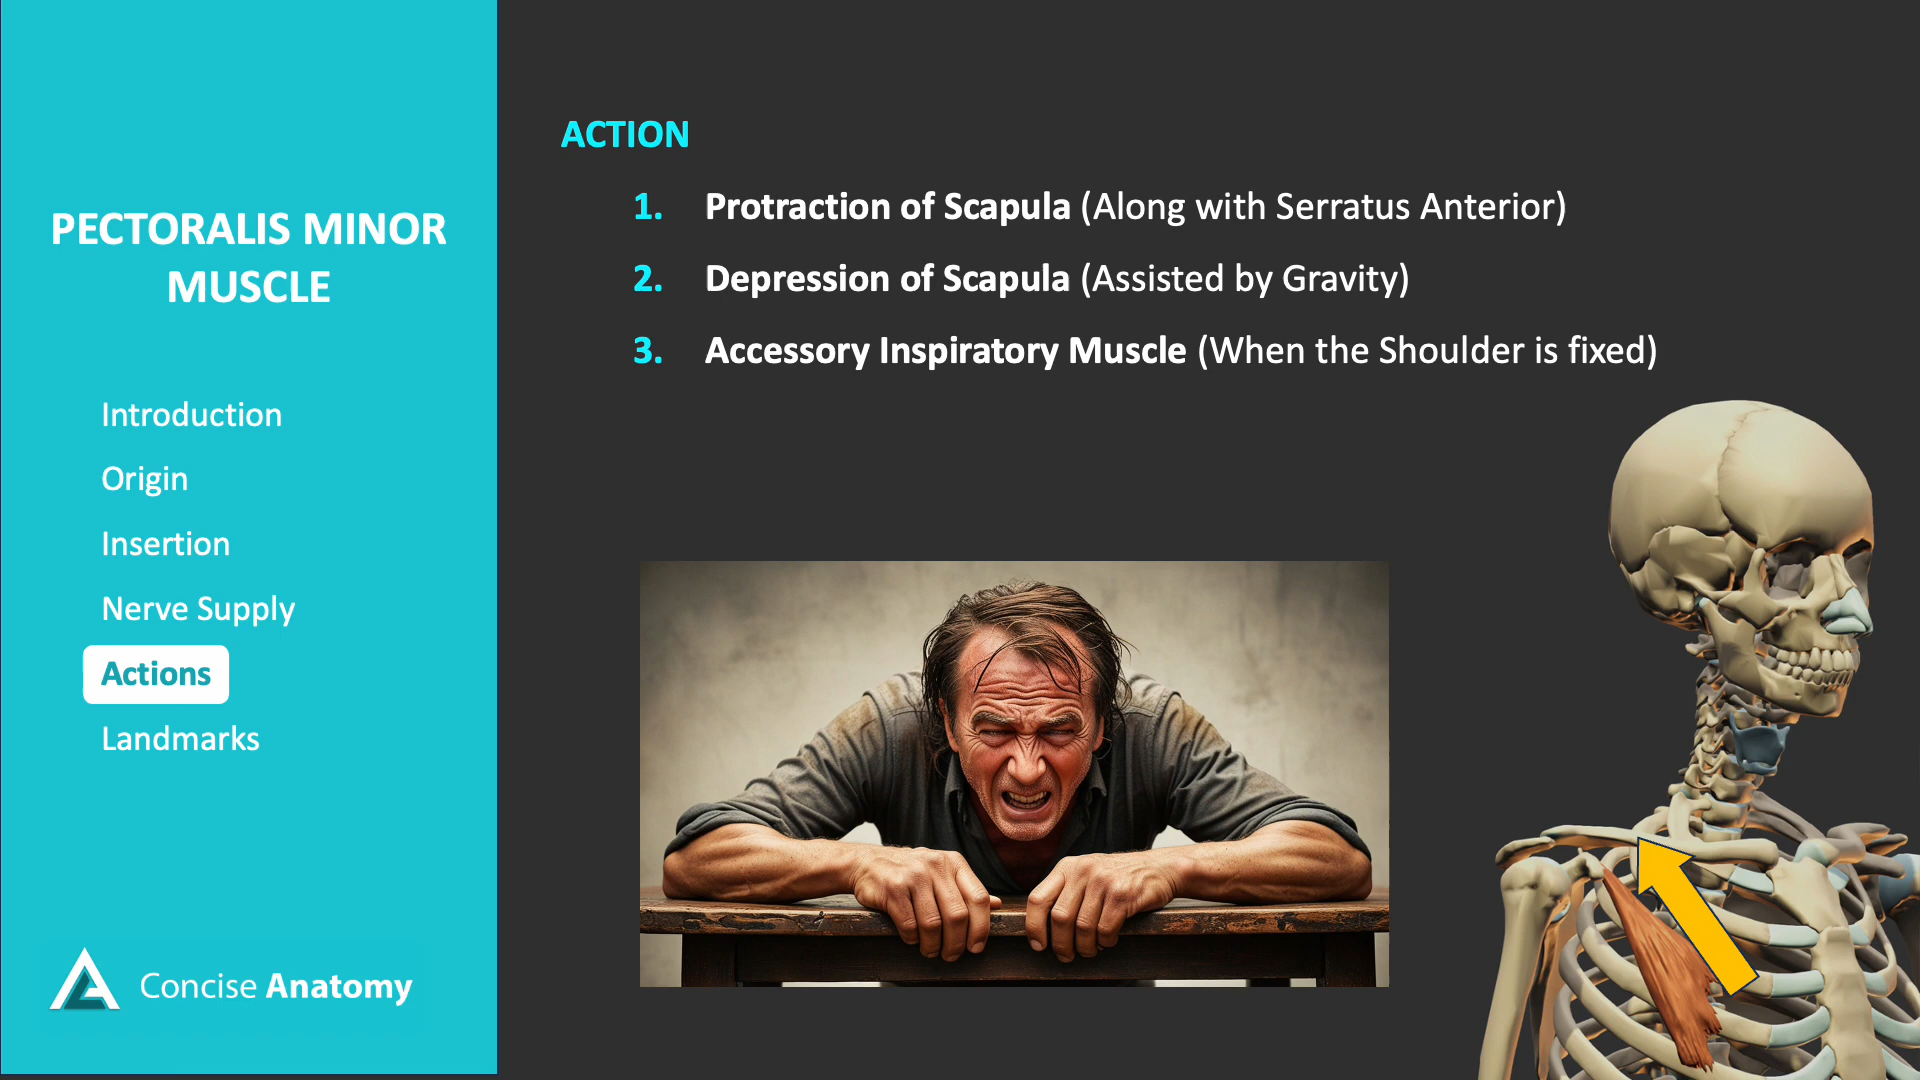 PECTORALIS MINOR
MUSCLE
Introduction
Origin
Insertion
Nerve Supply
Actions
Landmarks
Concise Anatomy
ACTION
1. Protraction of Scapula (Along with Serratus Anterior)
2. Depression of Scapula (Assisted by Gravity)
3. Accessory Inspiratory Muscle (When the Shoulder is fixed)